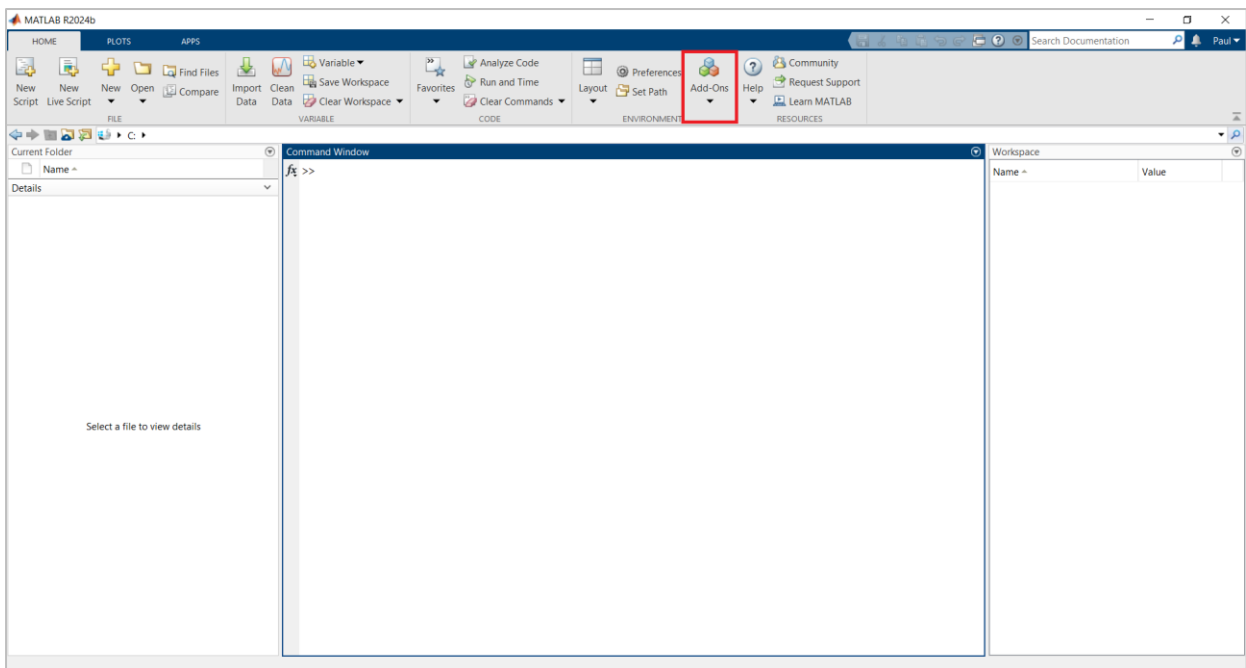 MATLAB R2024b
HOME PLOTS APPS
Search Documentation
Paul
New Script
New Live Script
New
Open
Find Files
Compare
FILE
Import Data
Clean Data
Variable
Save Workspace
Clear Workspace
VARIABLE
Favorites
Analyze Code
Run and Time
Clear Commands
CODE
Layout
Preferences
Set Path
ENVIRONMENT
Add-Ons
Help
Community
Request Support
Learn MATLAB
RESOURCES
C:
Current Folder
Name
Details
Select a file to view details
Command Window
fx >>
Workspace
Name Value